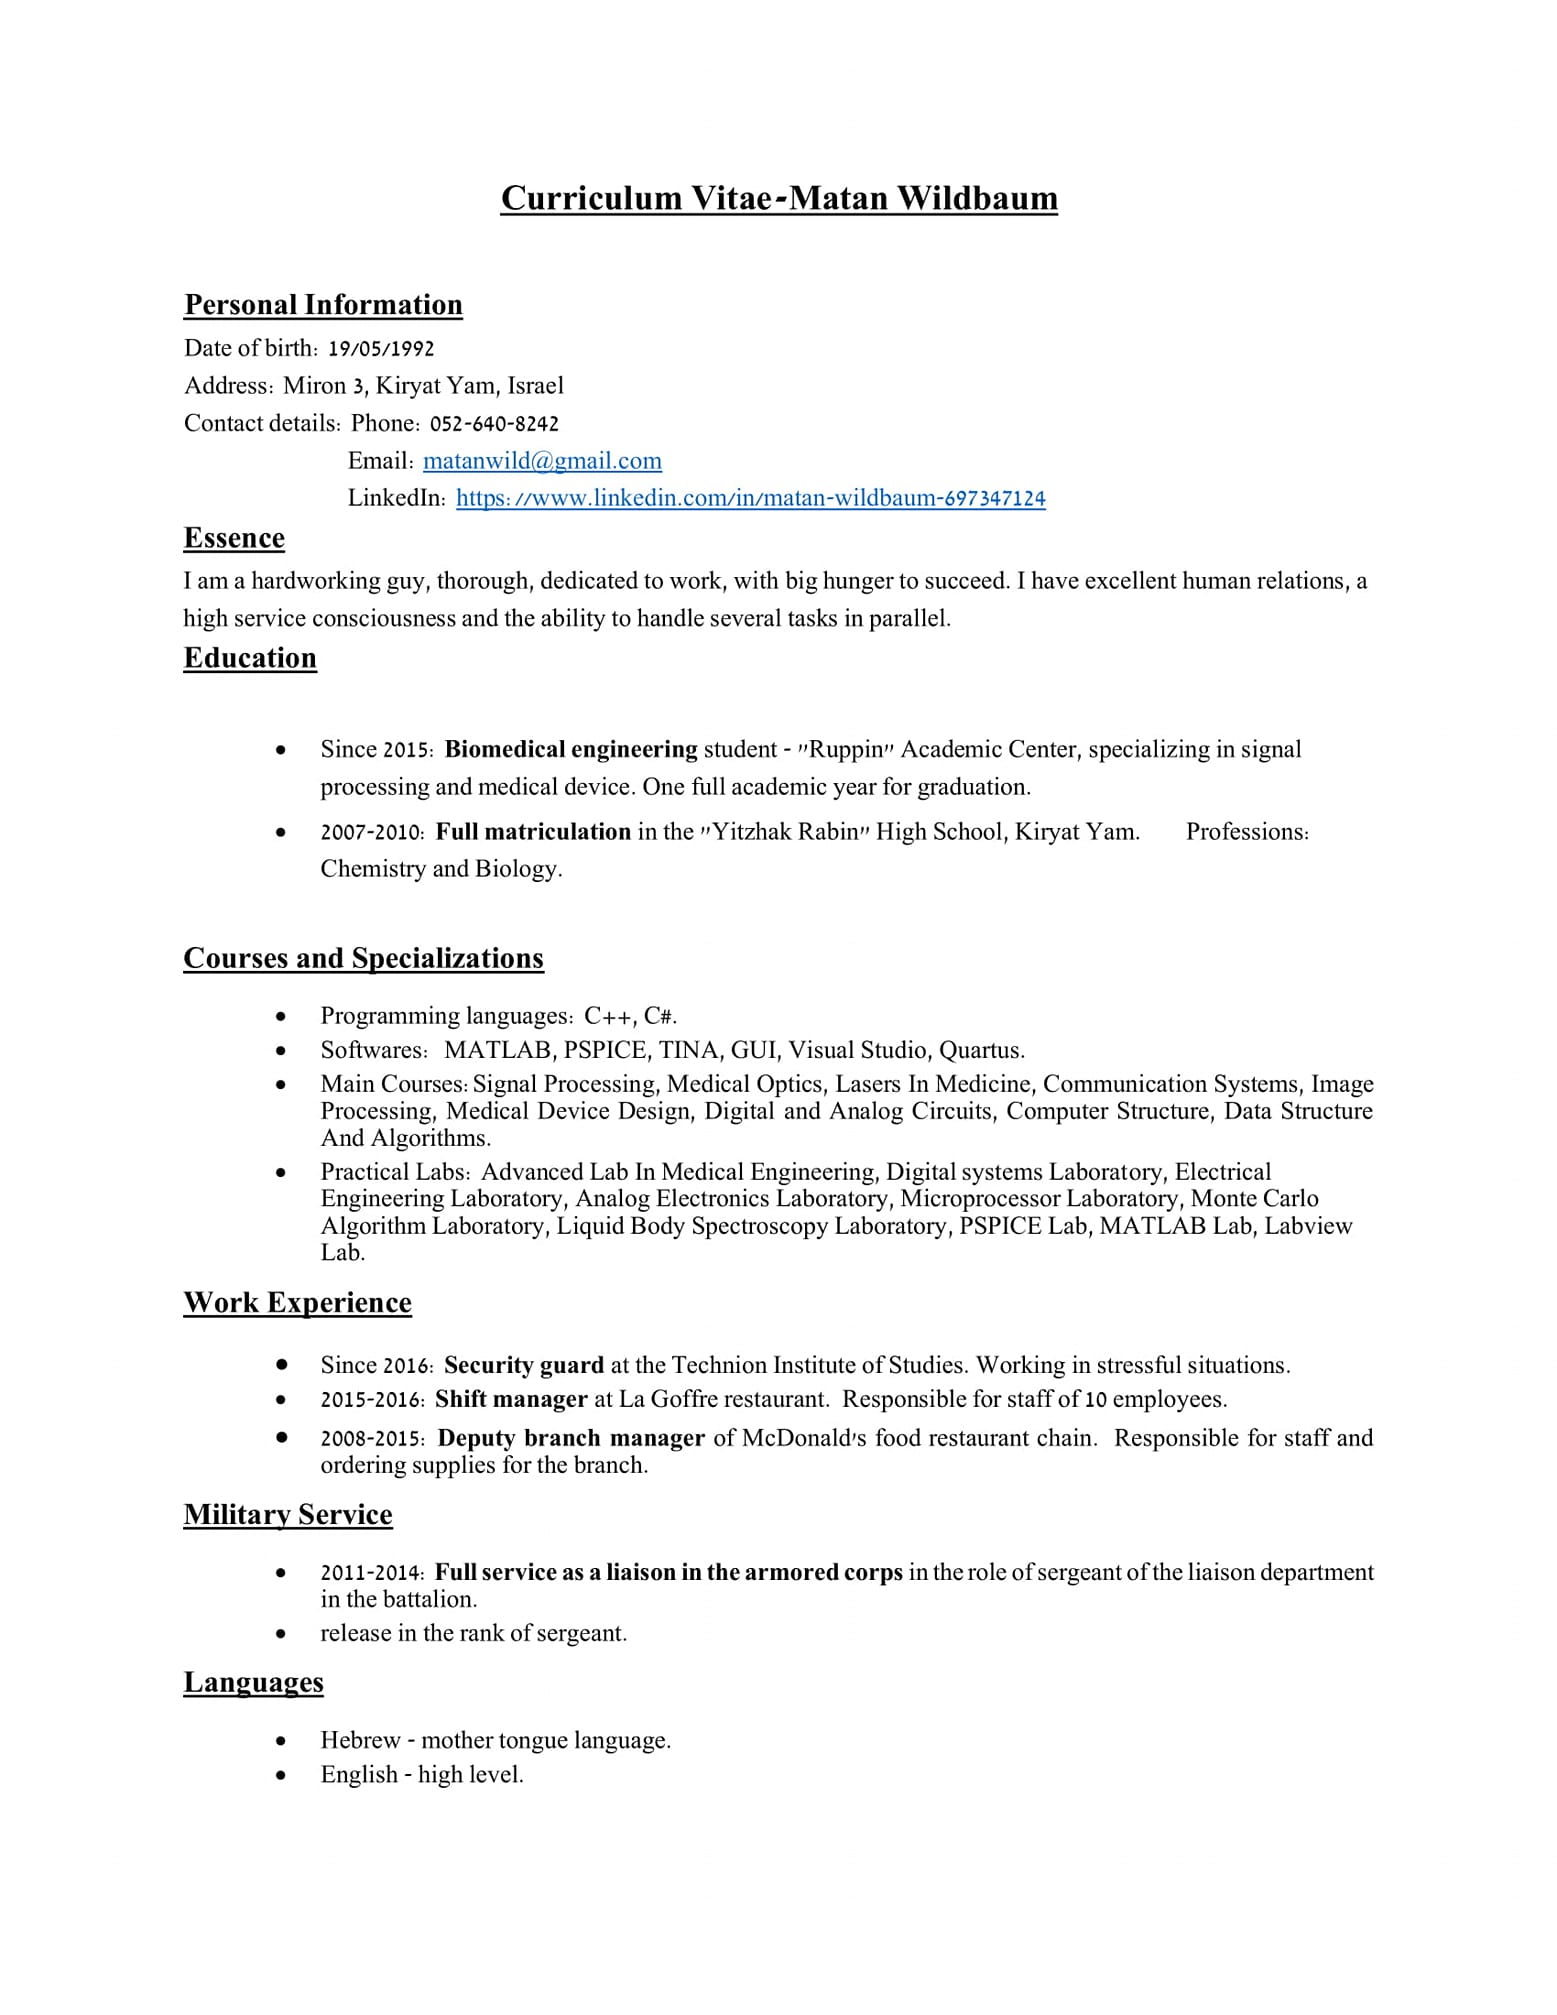 Curriculum Vitae-Matan Wildbaum
Personal Information
Date of birth: 19/05/1992
Address: Miron 3, Kiryat Yam, Israel
Contact details: Phone: 052-640-8242
Email: matanwild@gmail.com
LinkedIn: https://www.linkedin.com/in/matan-wildbaum-697347124
Essence
I am a hardworking guy, thorough, dedicated to work, with big hunger to succeed. I have excellent human relations, a
high service consciousness and the ability to handle several tasks in parallel.
Education
• Since 2015: Biomedical engineering student - "Ruppin" Academic Center, specializing in signal
processing and medical device. One full academic year for graduation.
• 2007-2010: Full matriculation in the "Yitzhak Rabin" High School, Kiryat Yam. Professions:
Chemistry and Biology.
Courses and Specializations
• Programming languages: C++, C#.
• Softwares: MATLAB, PSPICE, TINA, GUI, Visual Studio, Quartus.
• Main Courses: Signal Processing, Medical Optics, Lasers In Medicine, Communication Systems, Image
Processing, Medical Device Design, Digital and Analog Circuits, Computer Structure, Data Structure
And Algorithms.
• Practical Labs: Advanced Lab In Medical Engineering, Digital systems Laboratory, Electrical
Engineering Laboratory, Analog Electronics Laboratory, Microprocessor Laboratory, Monte Carlo
Algorithm Laboratory, Liquid Body Spectroscopy Laboratory, PSPICE Lab, MATLAB Lab, Labview
Lab.
Work Experience
• Since 2016: Security guard at the Technion Institute of Studies. Working in stressful situations.
• 2015-2016: Shift manager at La Goffre restaurant. Responsible for staff of 10 employees.
• 2008-2015: Deputy branch manager of McDonald's food restaurant chain. Responsible for staff and
ordering supplies for the branch.
Military Service
• 2011-2014: Full service as a liaison in the armored corps in the role of sergeant of the liaison department
in the battalion.
• release in the rank of sergeant.
Languages
• Hebrew - mother tongue language.
• English - high level.